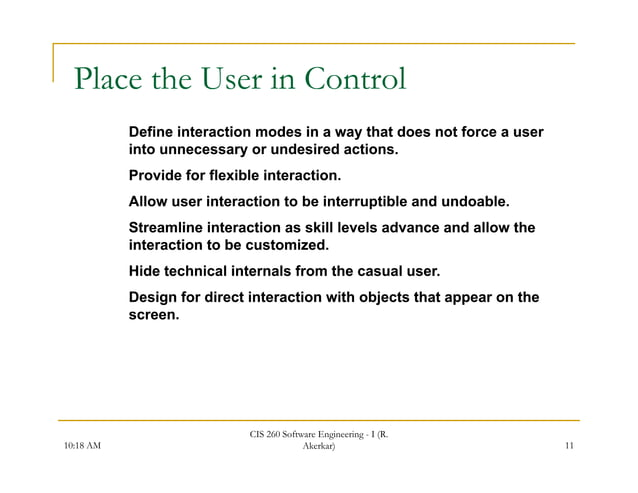 Place the User in Control
Define interaction modes in a way that does not force a user
into unnecessary or undesired actions.
Provide for flexible interaction.
Allow user interaction to be interruptible and undoable.
Streamline interaction as skill levels advance and allow the
interaction to be customized.
Hide technical internals from the casual user.
Design for direct interaction with objects that appear on the
screen.
10:18 AM
CIS 260 Software Engineering - I (R.
Akerkar)
11